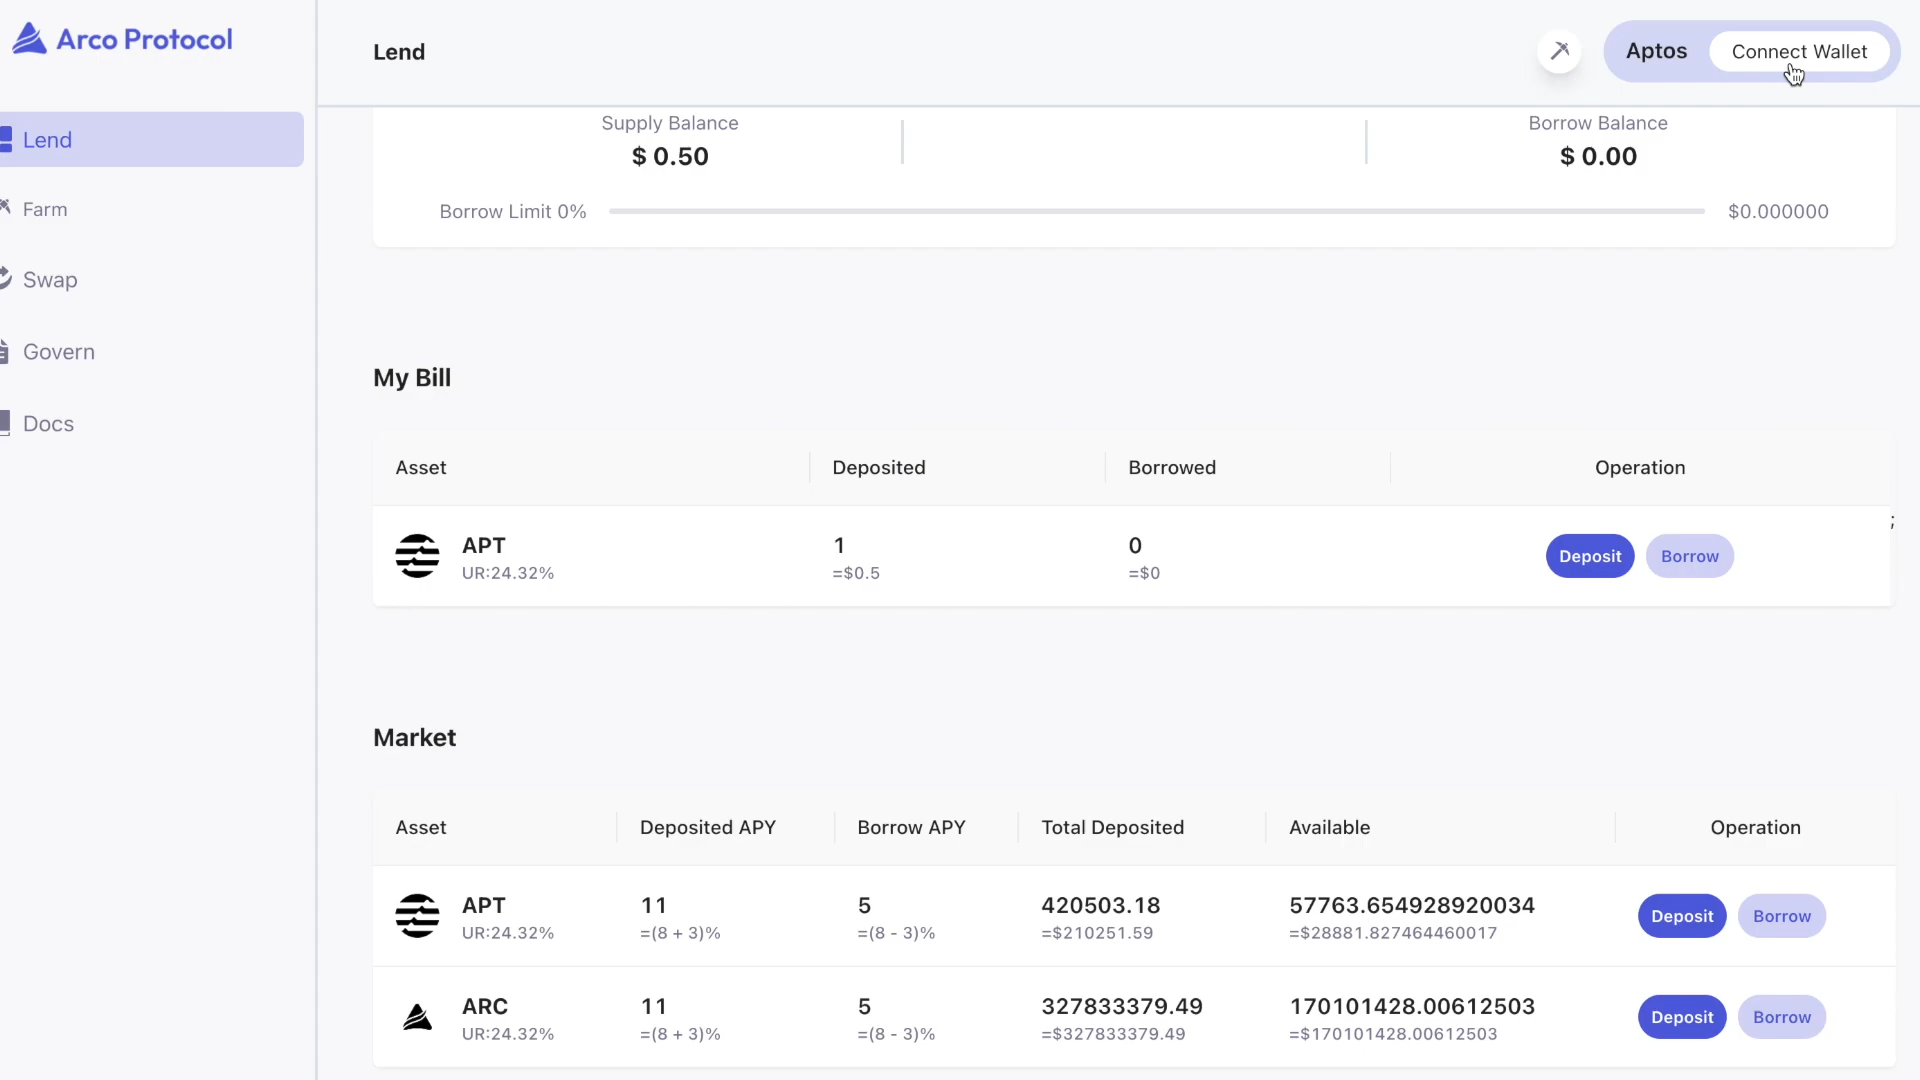 Arco Protocol
Lend
Farm
Swap
Govern
Docs
Lend
Aptos
Connect Wallet
Supply Balance
$ 0.50
Borrow Balance
$ 0.00
Borrow Limit 0%
$0.000000
My Bill
Asset Deposited Borrowed Operation
APT 1 0
UR:24.32% =$0.5 =$0
Deposit Borrow
;
Market
Asset Deposited APY Borrow APY Total Deposited Available Operation
APT 11 5 420503.18 57763.654928920034
UR:24.32% =(8 + 3)% =(8 - 3)% =$210251.59 =$28881.827464460017
Deposit Borrow
ARC 11 5 327833379.49 170101428.00612503
UR:24.32% =(8 + 3)% =(8 - 3)% =$327833379.49 =$170101428.00612503
Deposit Borrow